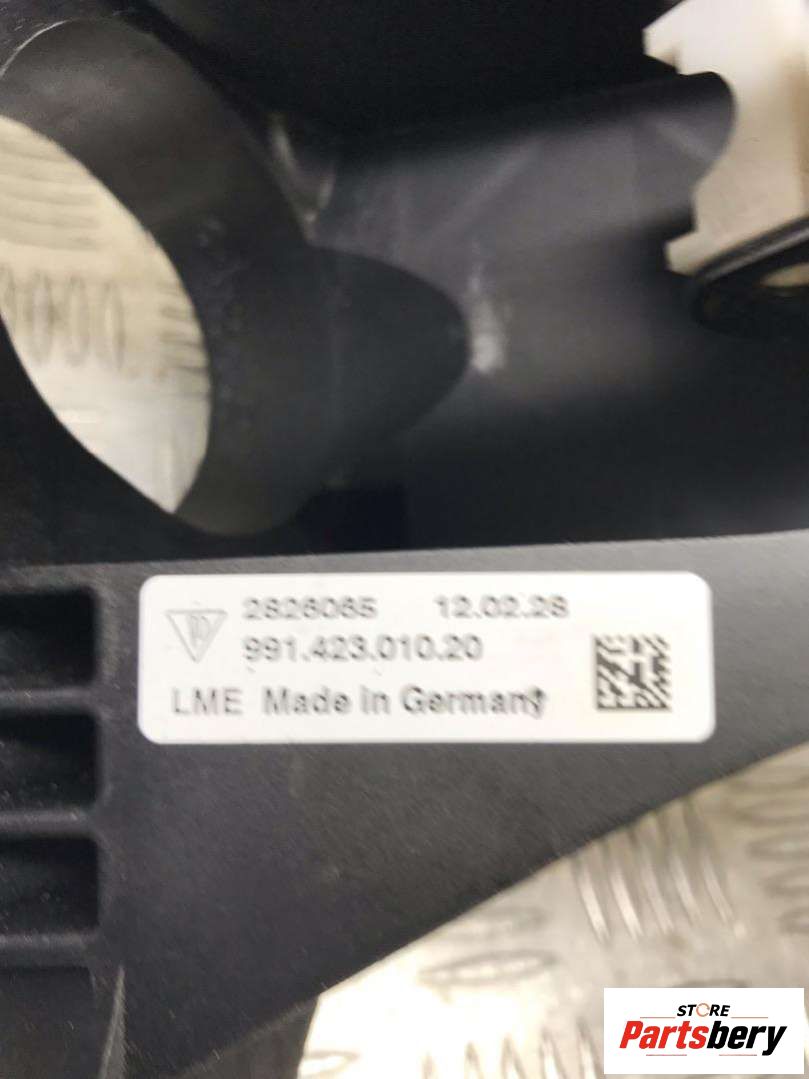 2826065 12.02.28
991.423.010.20
LME Made in Germany
STORE
Partsbery